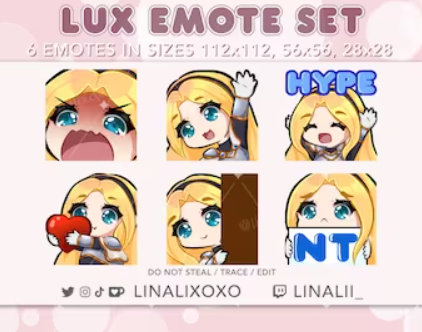 LUX EMOTE SET
6 EMOTES IN SIZES 112x112, 56x56, 28x28
HYPE
NT
DO NOT STEAL / TRACE / EDIT
LINALIXOXO LINALII_